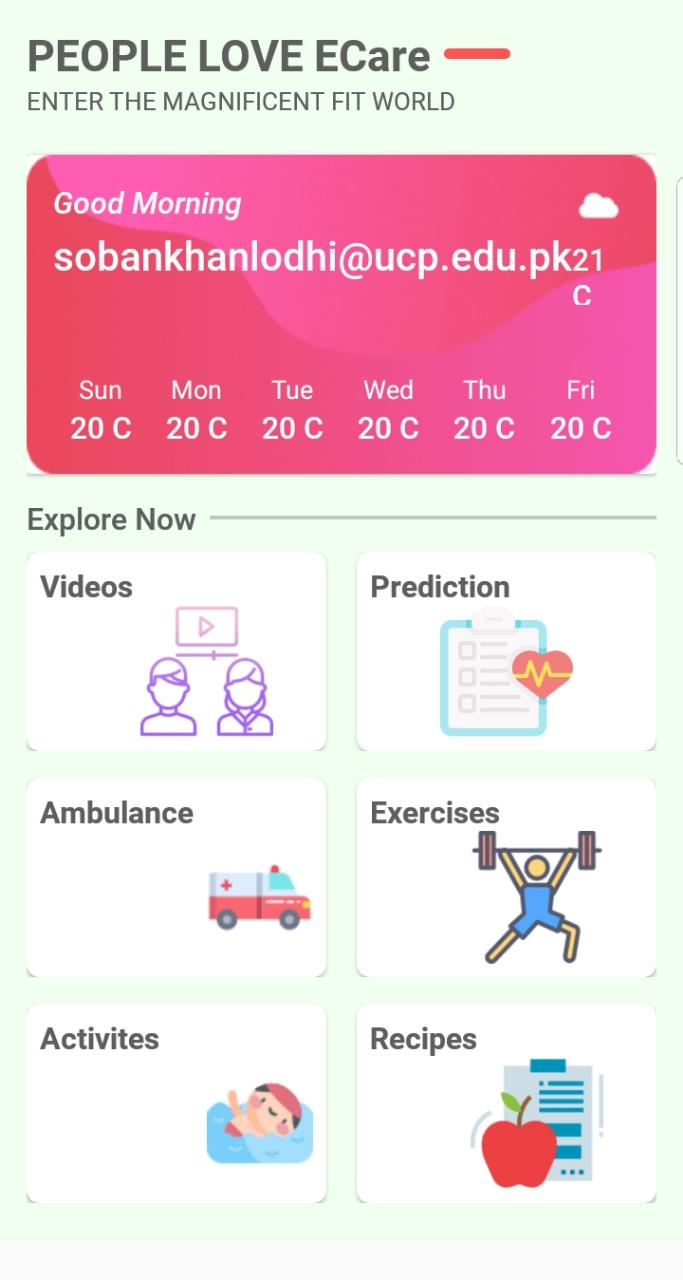 PEOPLE LOVE ECare
ENTER THE MAGNIFICENT FIT WORLD
Good Morning
sobankhanlodhi@ucp.edu.pk 21
C
Sun Mon Tue Wed Thu Fri
20 C 20 C 20 C 20 C 20 C 20 C
Explore Now
Videos Prediction
Ambulance Exercises
Activites Recipes